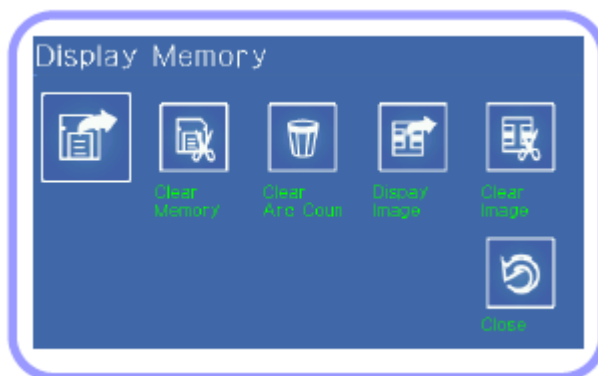 Display Memory
Clear
Memory
Clear
Arc Coun
Dispay
Image
Clear
Image
Close